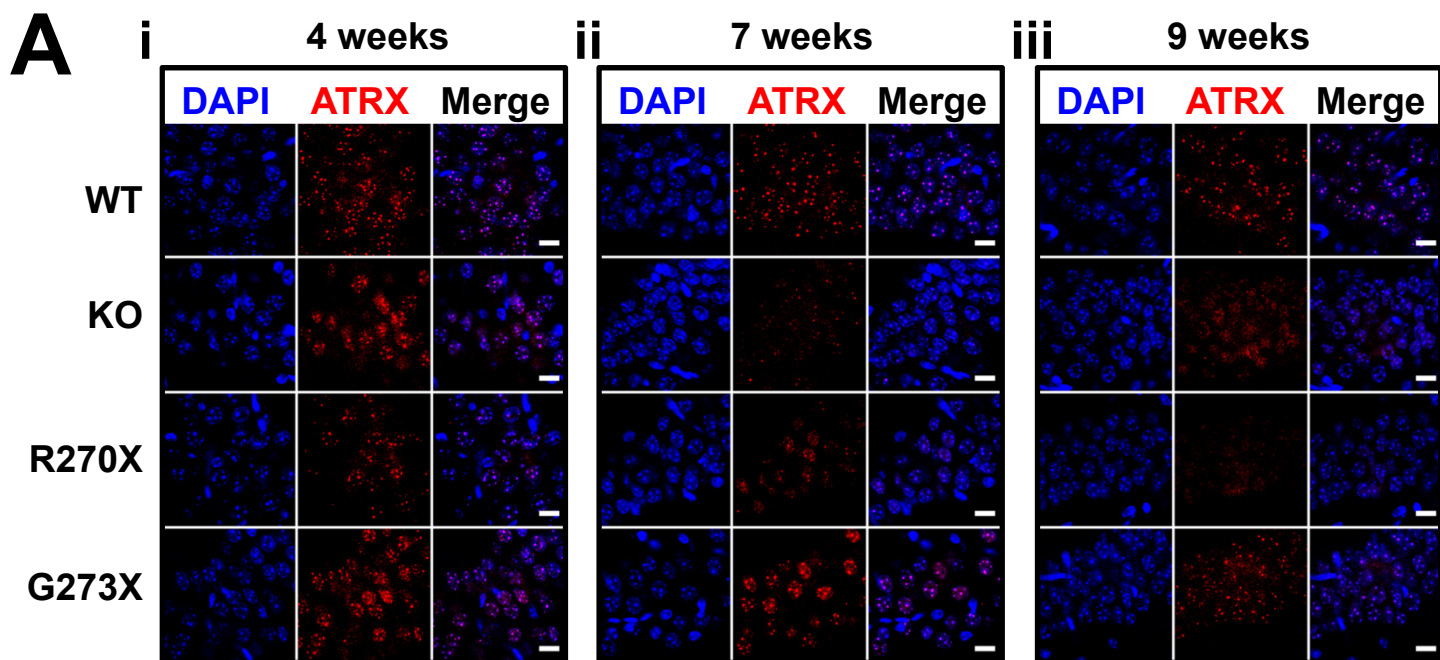 A
i 4 weeks ii 7 weeks iii 9 weeks
DAPI ATRX Merge DAPI ATRX Merge DAPI ATRX Merge
WT
KO
R270X
G273X